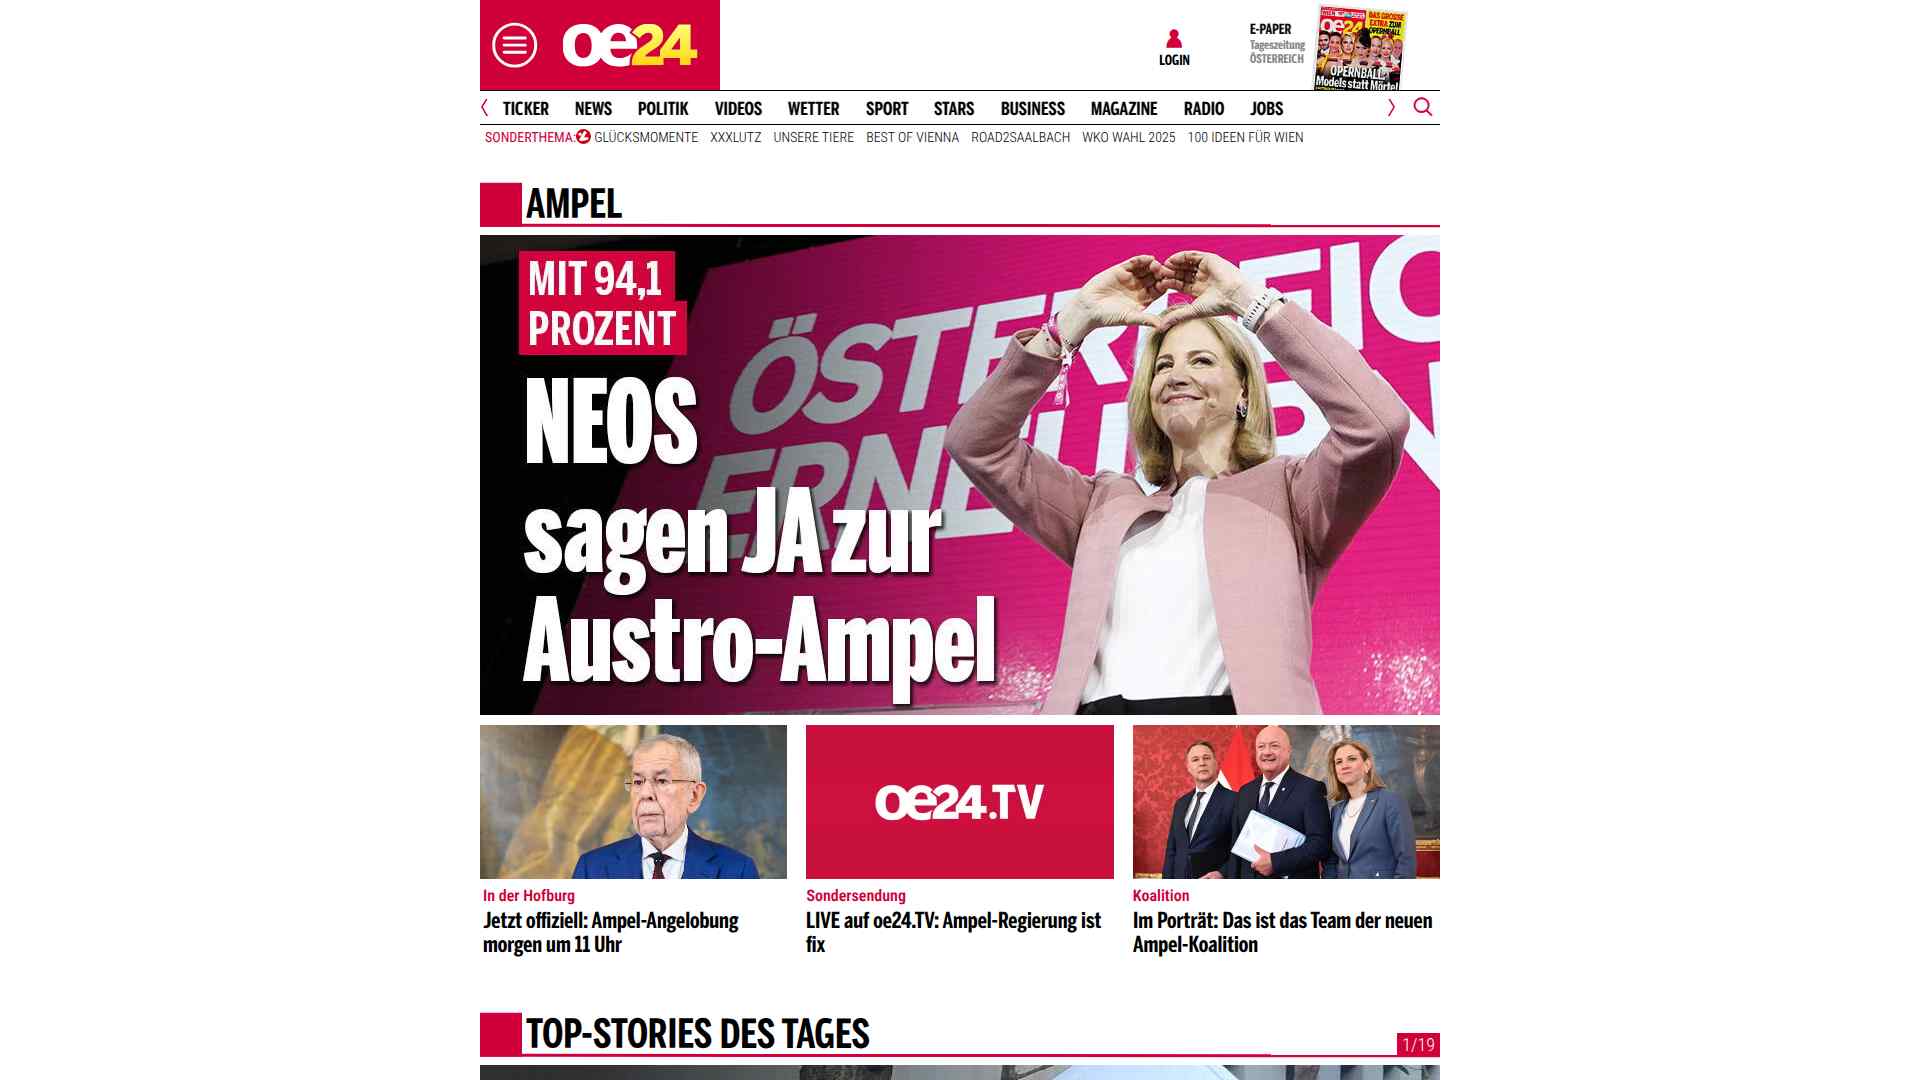 oe24
LOGIN
E-PAPER
Tageszeitung
ÖSTERREICH
DAS GROSSE
EXTRA ZUM
OPERNBALL
oe24
OPERNBALL:
Models statt Mörtel
TICKER NEWS POLITIK VIDEOS WETTER SPORT STARS BUSINESS MAGAZINE RADIO JOBS
SONDERTHEMA: GLÜCKSMOMENTE XXXLUTZ UNSERE TIERE BEST OF VIENNA ROAD2SAALBACH WKO WAHL 2025 100 IDEEN FÜR WIEN
AMPEL
MIT 94,1
PROZENT
NEOS
sagen JA zur
Austro-Ampel
oe24.TV
In der Hofburg
Jetzt offiziell: Ampel-Angelobung
morgen um 11 Uhr
Sondersendung
LIVE auf oe24.TV: Ampel-Regierung ist
fix
Koalition
Im Porträt: Das ist das Team der neuen
Ampel-Koalition
TOP-STORIES DES TAGES
1/19